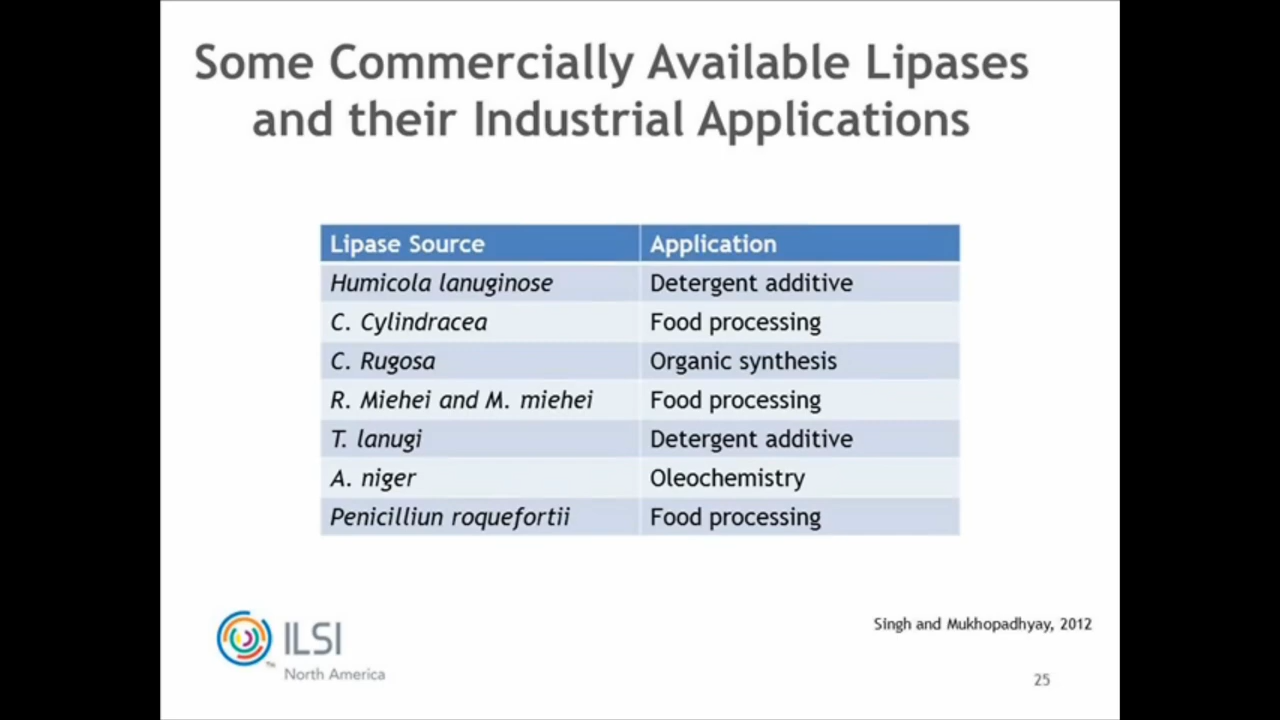 Some Commercially Available Lipases
and their Industrial Applications
Lipase Source Application
Humicola lanuginose Detergent additive
C. Cylindracea Food processing
C. Rugosa Organic synthesis
R. Miehei and M. miehei Food processing
T. lanugi Detergent additive
A. niger Oleochemistry
Penicilliun roquefortii Food processing
Singh and Mukhopadhyay, 2012
ILSI
TM
North America
25